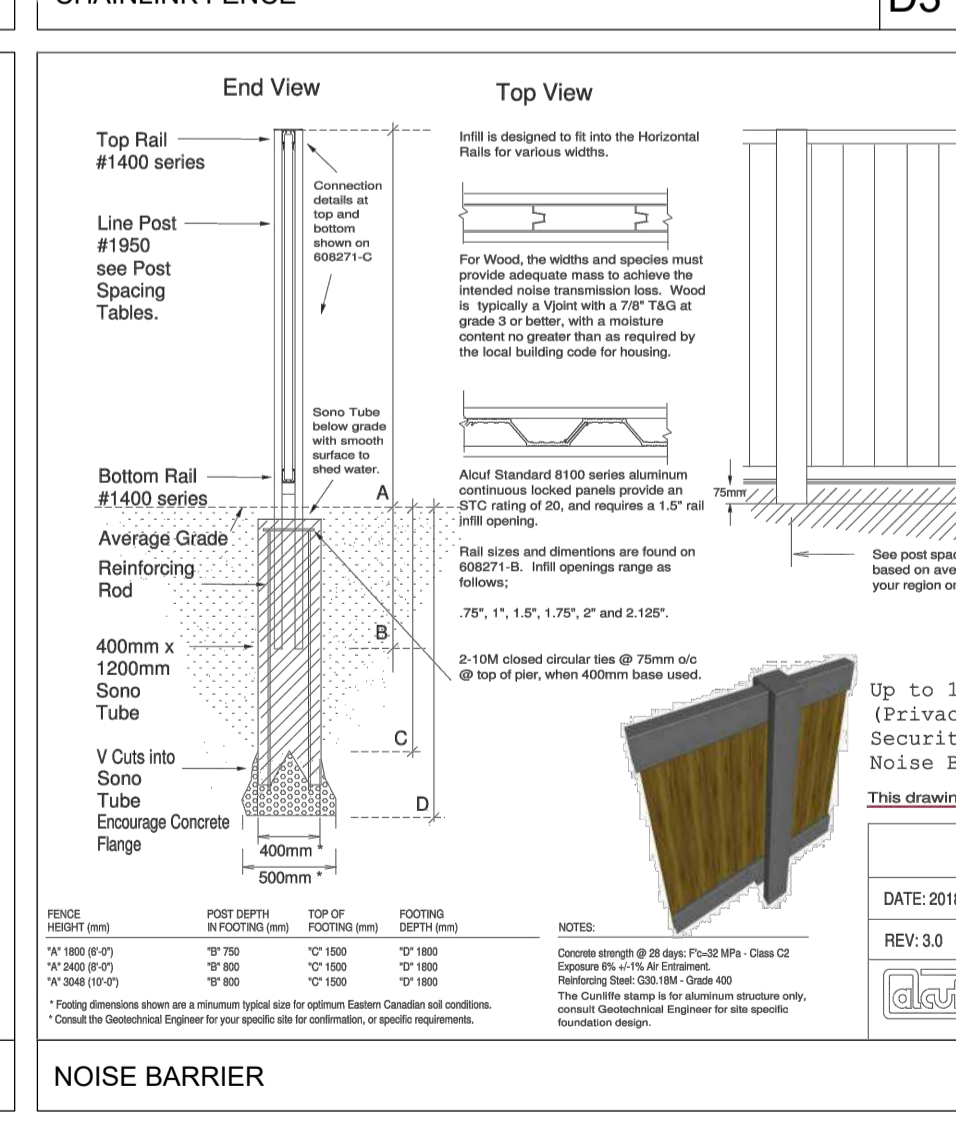 CHAINLINK FENCE
D3
End View
Top View
Top Rail
#1400 series
Line Post
#1950
see Post
Spacing
Tables.
Connection
details at
top and
bottom
shown on
608271-C
Infill is designed to fit into the Horizontal
Rails for various widths.
For Wood, the widths and species must
provide adequate mass to achieve the
intended noise transmission loss. Wood
is typically a Vjoint with a 7/8" T&G at
grade 3 or better, with a moisture
content no greater than as required by
the local building code for housing.
Sono Tube
below grade
with smooth
surface to
shed water.
Bottom Rail
#1400 series
Average Grade
Reinforcing
Rod
400mm x
1200mm
Sono
Tube
V Cuts into
Sono
Tube
Encourage Concrete
Flange
A
B
C
D
400mm *
500mm *
Alcuf Standard 8100 series aluminum
continuous locked panels provide an
STC rating of 20, and requires a 1.5" rail
infill opening.
Rail sizes and dimentions are found on
608271-B. Infill openings range as
follows;
.75", 1", 1.5", 1.75", 2" and 2.125".
2-10M closed circular ties @ 75mm o/c
@ top of pier, when 400mm base used.
75mm
See post spac
based on ave
your region or
Up to 1
(Privac
Securit
Noise B
This drawin
DATE: 2018
REV: 3.0
alcuf
FENCE HEIGHT (mm) POST DEPTH IN FOOTING (mm) TOP OF FOOTING (mm) FOOTING DEPTH (mm)
"A" 1800 (6'-0") "B" 750 "C" 1500 "D" 1800
"A" 2400 (8'-0") "B" 800 "C" 1500 "D" 1800
"A" 3048 (10'-0") "B" 800 "C" 1500 "D" 1800
* Footing dimensions shown are a minumum typical size for optimum Eastern Canadian soil conditions.
* Consult the Geotechnical Engineer for your specific site for confirmation, or specific requirements.
NOTES:
Concrete strength @ 28 days: F'c=32 MPa - Class C2
Exposure 6% +/-1% Air Entraiment.
Reinforcing Steel: G30.18M - Grade 400
The Cunliffe stamp is for aluminum structure only,
consult Geotechnical Engineer for site specific
foundation design.
NOISE BARRIER